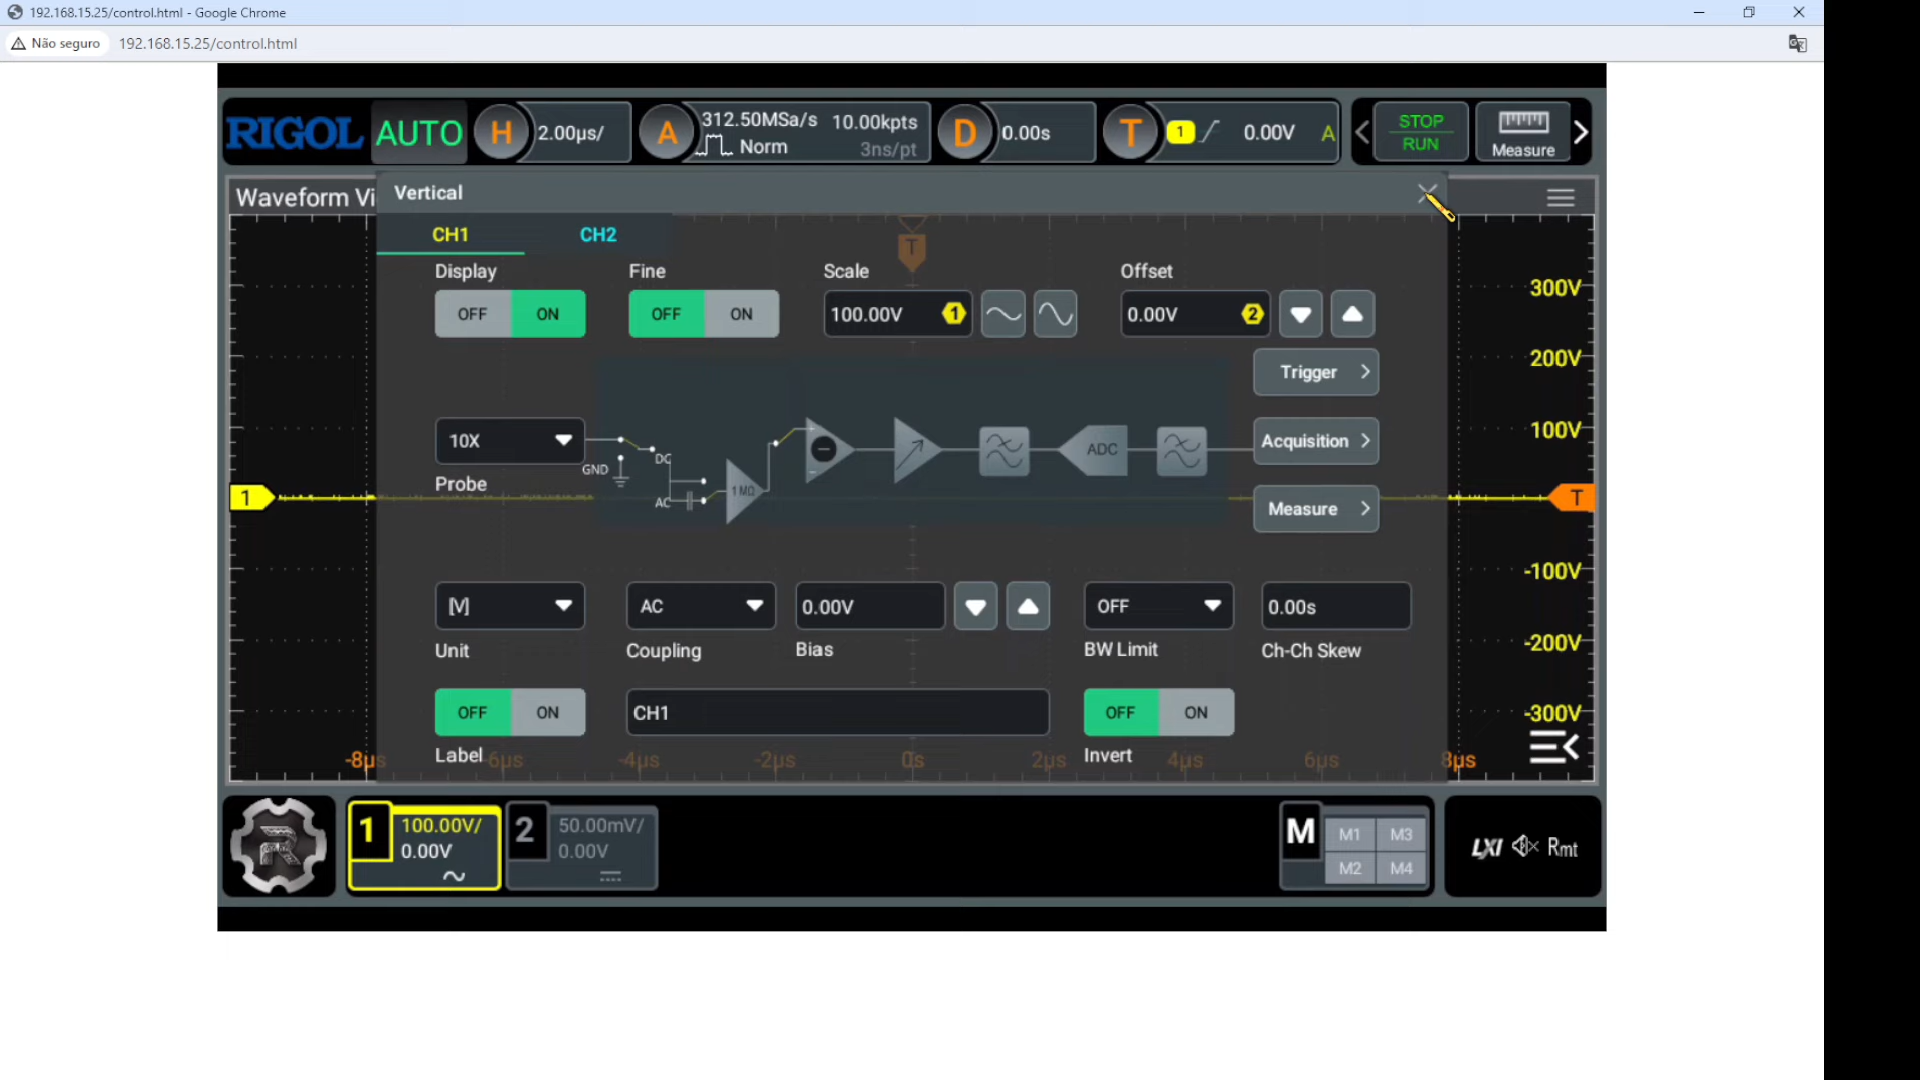 192.168.15.25/control.html - Google Chrome
Não seguro 192.168.15.25/control.html
RIGOL AUTO H 2.00µs/ A 312.50MSa/s 10.00kpts Norm 3ns/pt D 0.00s T 1 0.00V A STOP RUN Measure
Waveform Vi
Vertical
CH1 CH2
T
Display Fine Scale Offset
OFF ON OFF ON 100.00V 1 0.00V 2
300V
200V
100V
-100V
-200V
-300V
Trigger
10X Acquisition
GND DC ADC
Probe AC 1 MΩ
1 Measure T
[V] AC 0.00V OFF 0.00s
Unit Coupling Bias BW Limit Ch-Ch Skew
OFF ON CH1 OFF ON
Label Invert
-8µs -6µs -4µs -2µs 0s 2µs 4µs 6µs 8µs
1 100.00V/ 0.00V
2 50.00mV/ 0.00V
M M1 M3 M2 M4
LXI Rmt